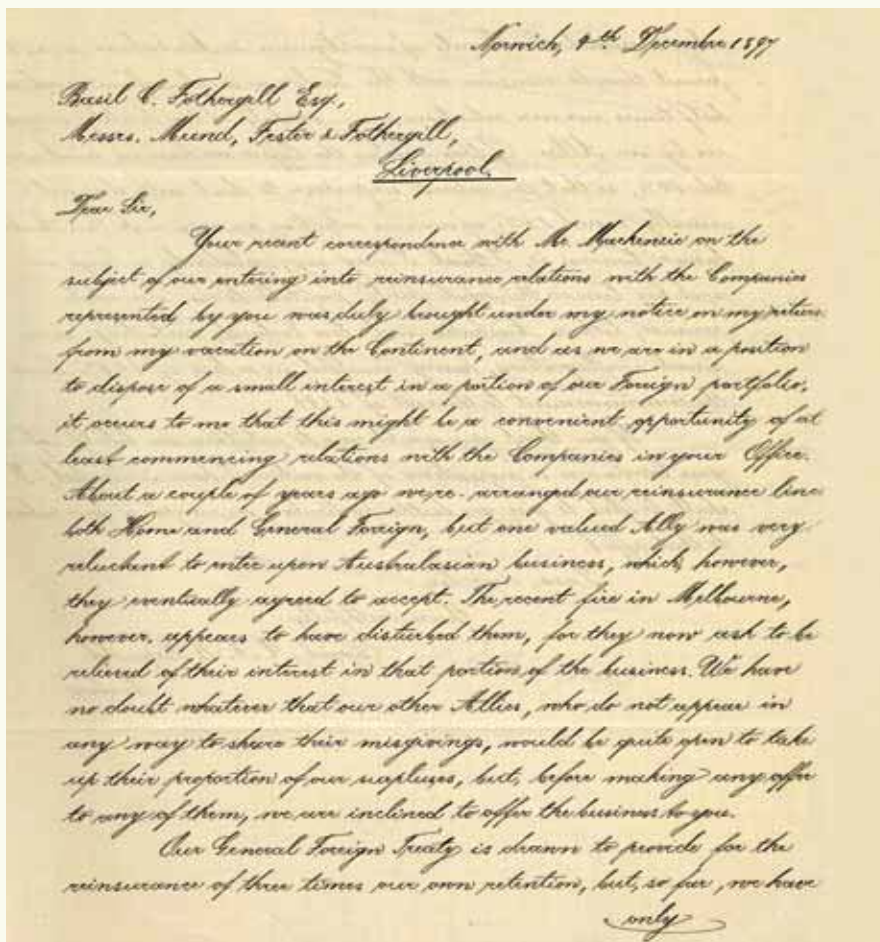 Norwich, 9th Decembre 1897
Basil C. Fothergill Esq.,
Messrs. Mund, Fester & Fothergill,
Liverpool.
Dear Sir,
Your recent correspondence with Mr. Mackenzie on the
subject of our entering into reinsurance relations with the Companies
represented by you was duly brought under my notice on my return
from my vacation on the Continent, and as we are in a position
to dispose of a small interest in a portion of our Foreign portfolio,
it occurs to me that this might be a convenient opportunity of at
least commencing relations with the Companies in your Office.
About a couple of years ago we re-arranged our reinsurance line
both Home and General Foreign, but one valued Ally was very
reluctant to enter upon Australasian business, which, however,
they eventually agreed to accept. The recent fire in Melbourne,
however, appears to have disturbed them, for they now ask to be
relieved of their interest in that portion of the business. We have
no doubt whatever that our other Allies, who do not appear in
any way to share their misgivings, would be quite open to take
up their proportion of our surpluses, but, before making any offer
to any of them, we are inclined to offer the business to you.
Our General Foreign Treaty is drawn to provide for the
reinsurance of three times our own retention, but, so far, we have
only